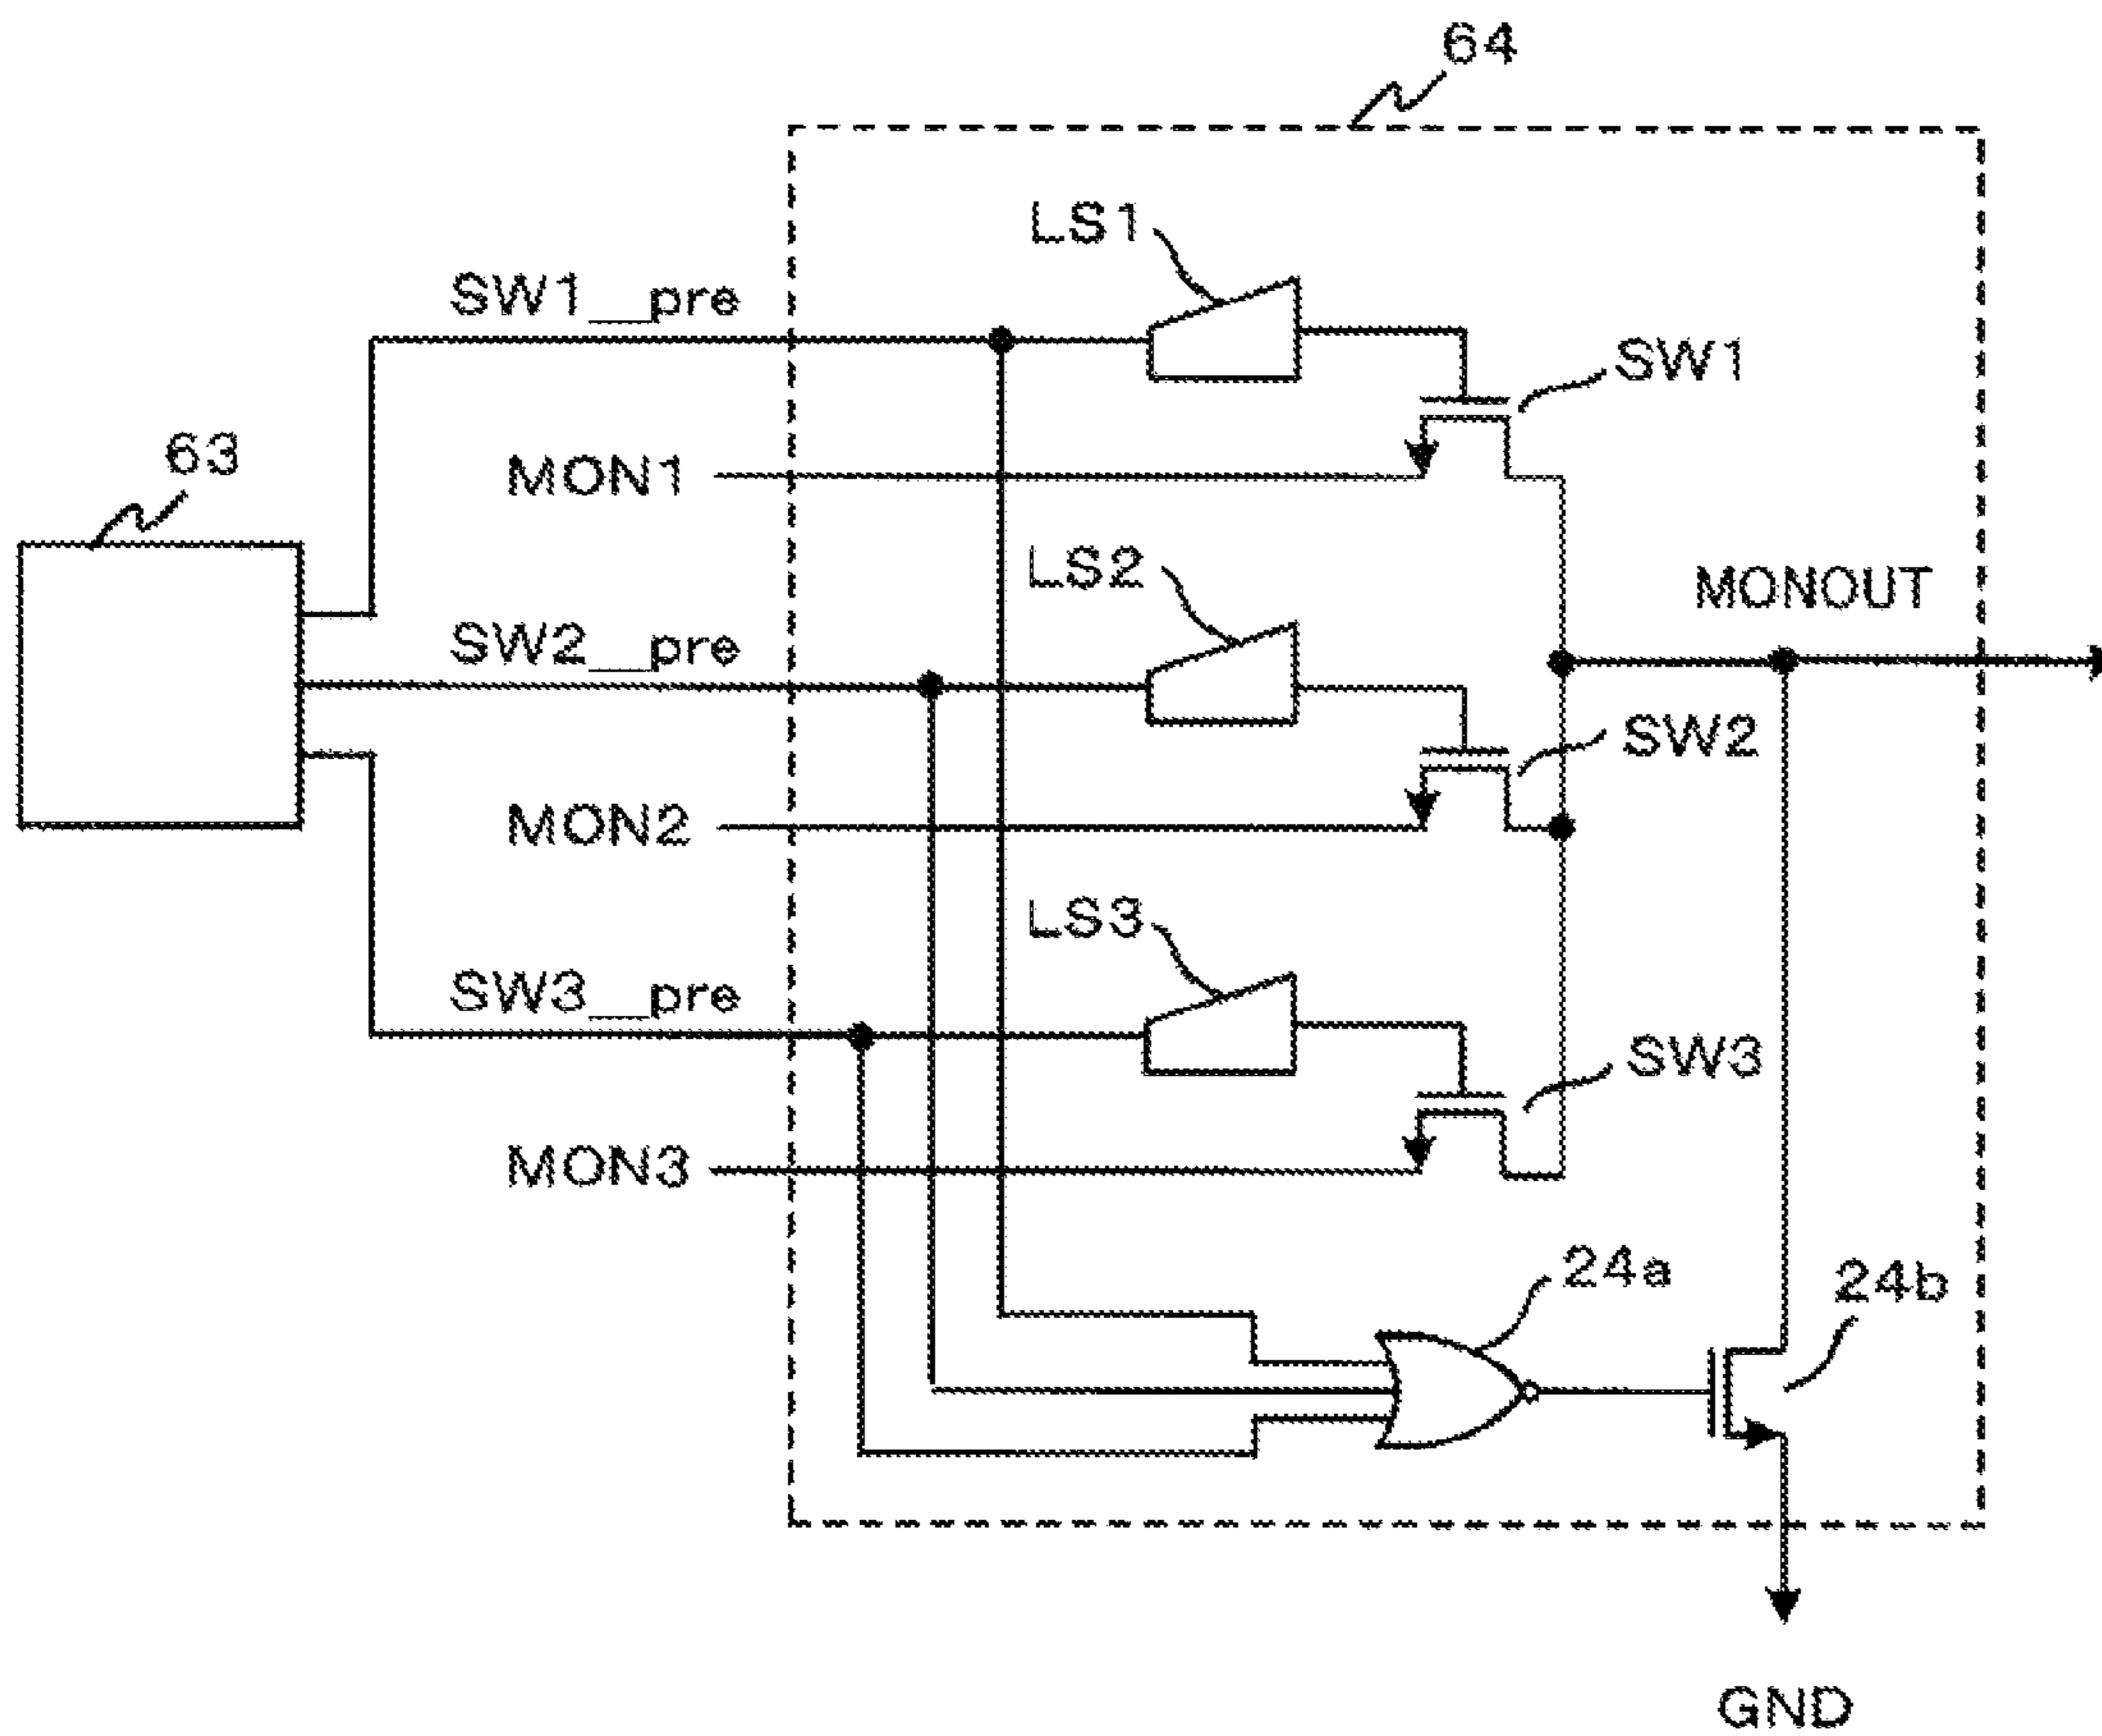 64
LS1
SW1__pre
SW1
63
MON1
LS2
MONOUT
SW2__pre
SW2
MON2
LS3
SW3__pre
SW3
MON3
24a
24b
GND